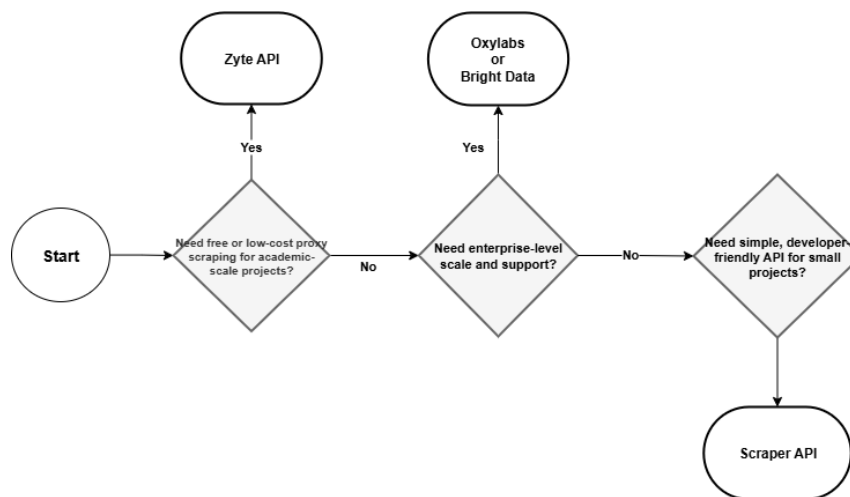 Zyte API
Oxylabs
or
Bright Data
Yes
Yes
Start
Need free or low-cost proxy
scraping for academic-
scale projects?
No
Need enterprise-level
scale and support?
No
Need simple, developer-
friendly API for small
projects?
Scraper API